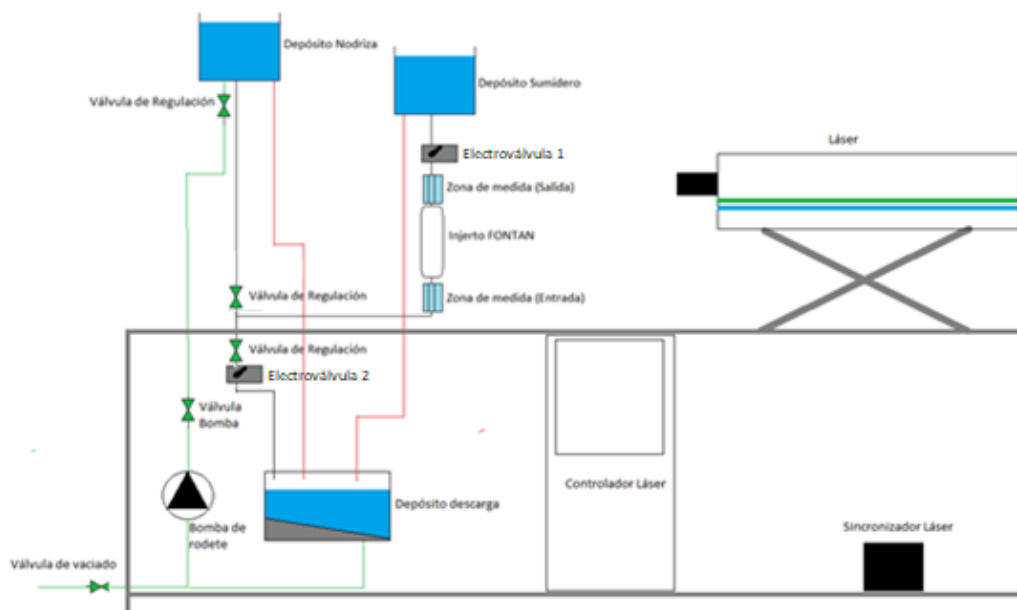 Depósito Nodriza
Depósito Sumidero
Válvula de Regulación
Láser
Electroválvula 1
Zona de medida (Salida)
Injerto FONTAN
Zona de medida (Entrada)
Válvula de Regulación
Válvula de Regulación
Electroválvula 2
Válvula
Bomba
Controlador Láser
Depósito descarga
Bomba de
rodete
Sincronizador Láser
Válvula de vaciado